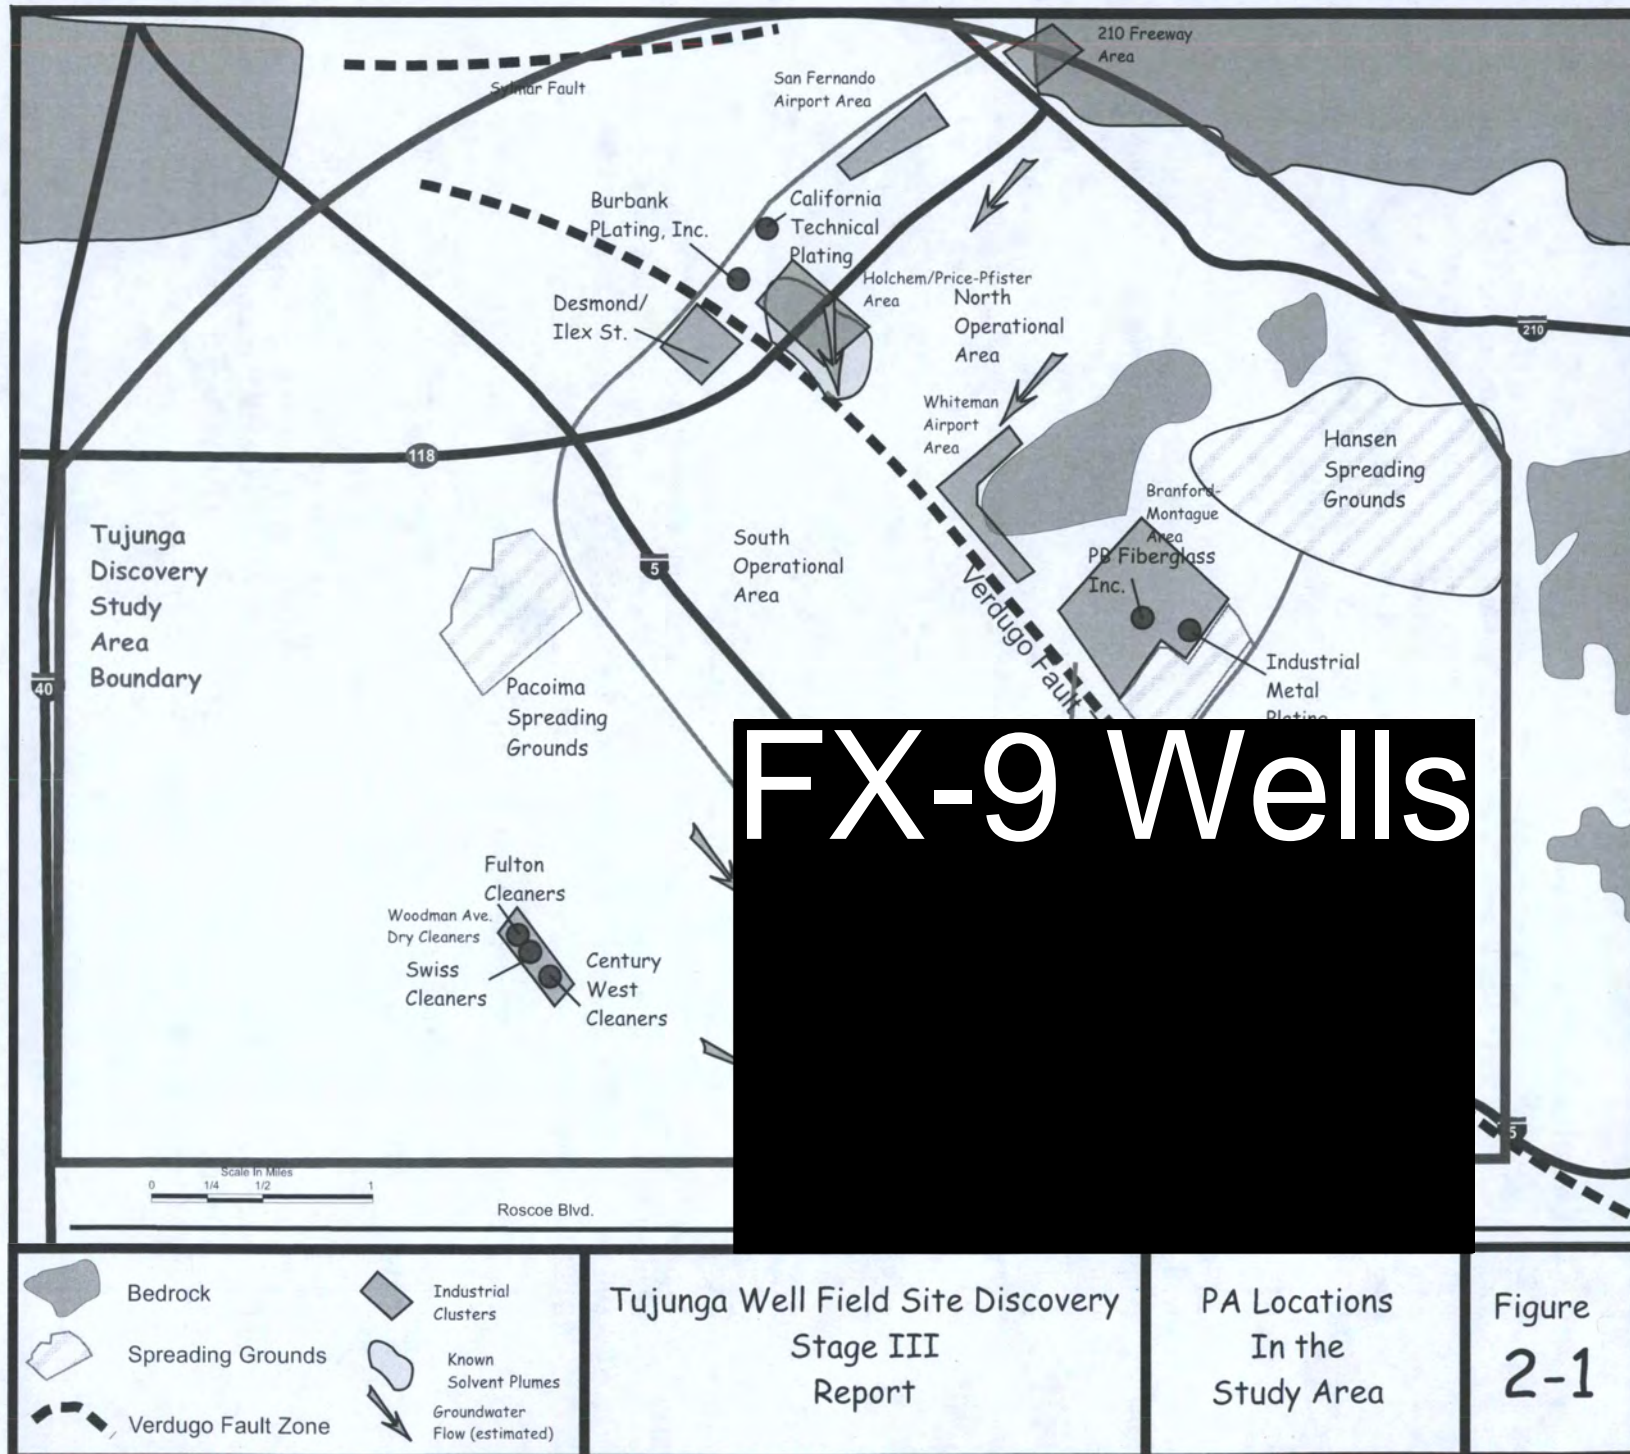 210 Freeway
Area
San Fernando
Airport Area
Sylmar Fault
Burbank
PLating, Inc.
California
Technical
Plating
Holchem/Price-Pfister
Area
Desmond/
Ilex St.
North
Operational
Area
210
Whiteman
Airport
Area
Hansen
Spreading
Grounds
118
Branford-
Montague
Area
PB Fiberglass
Inc.
Tujunga
Discovery
Study
Area
Boundary
South
Operational
Area
5
Verdugo Fault
40
Industrial
Metal
Plating
Pacoima
Spreading
Grounds
FX-9 Wells
Fulton
Cleaners
Woodman Ave.
Dry Cleaners
Swiss
Cleaners
Century
West
Cleaners
5
Scale In Miles
0 1/4 1/2 1
Roscoe Blvd.
Bedrock
Spreading Grounds
Verdugo Fault Zone
Industrial
Clusters
Known
Solvent Plumes
Groundwater
Flow (estimated)
Tujunga Well Field Site Discovery
Stage III
Report
PA Locations
In the
Study Area
Figure
2-1